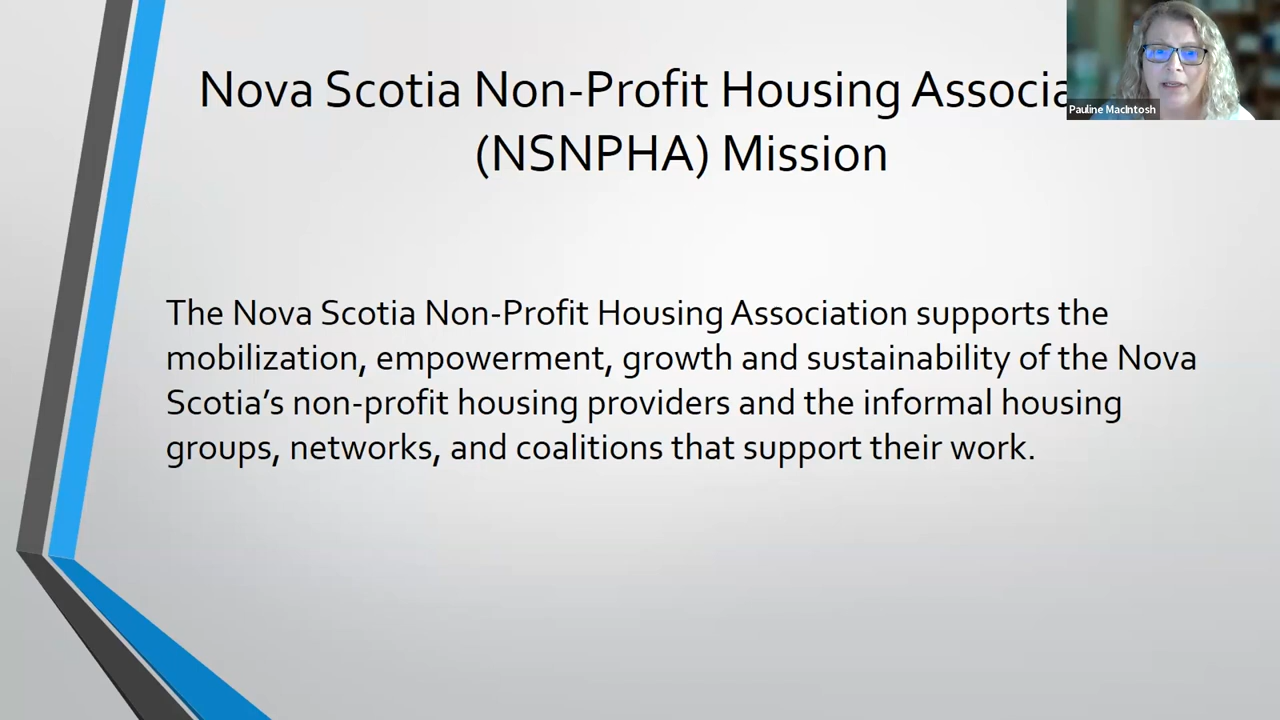 Nova Scotia Non-Profit Housing Associa
(NSNPHA) Mission
Pauline MacIntosh
The Nova Scotia Non-Profit Housing Association supports the
mobilization, empowerment, growth and sustainability of the Nova
Scotia’s non-profit housing providers and the informal housing
groups, networks, and coalitions that support their work.